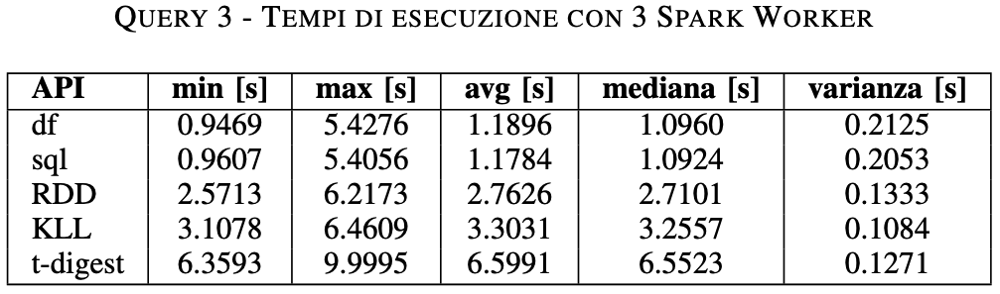 QUERY 3 - TEMPI DI ESECUZIONE CON 3 SPARK WORKER
API min [s] max [s] avg [s] mediana [s] varianza [s]
df 0.9469 5.4276 1.1896 1.0960 0.2125
sql 0.9607 5.4056 1.1784 1.0924 0.2053
RDD 2.5713 6.2173 2.7626 2.7101 0.1333
KLL 3.1078 6.4609 3.3031 3.2557 0.1084
t-digest 6.3593 9.9995 6.5991 6.5523 0.1271